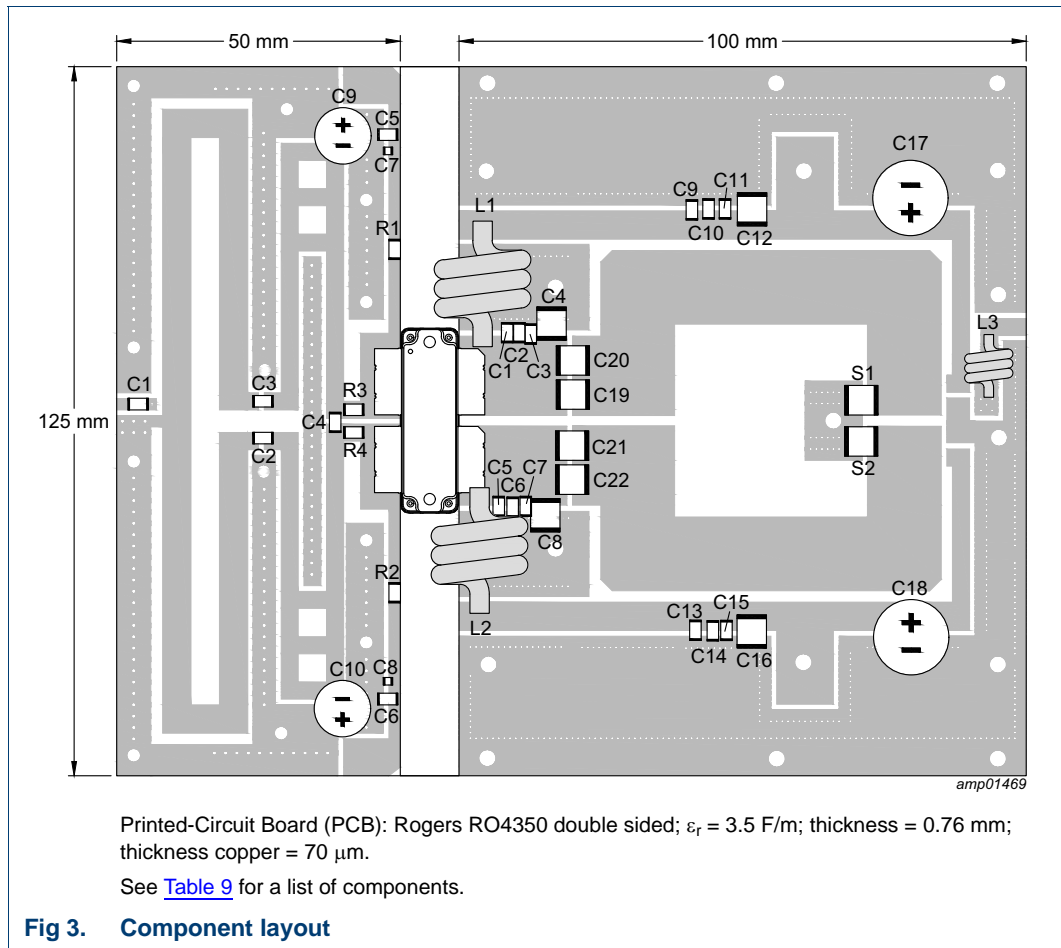 50 mm
100 mm
C9
C5
C7
C17
C9
C11
C10
C12
R1
L1
C4
C1
C2
C3
L3
C20
C19
C1
C3
C2
C4
R3
R4
S1
S2
125 mm
C21
C22
C5
C6
C7
C8
R2
L2
C13
C15
C14
C16
C18
C8
C10
C6
amp01469
Printed-Circuit Board (PCB): Rogers RO4350 double sided; εr = 3.5 F/m; thickness = 0.76 mm;
thickness copper = 70 μm.
See Table 9 for a list of components.
Fig 3. Component layout